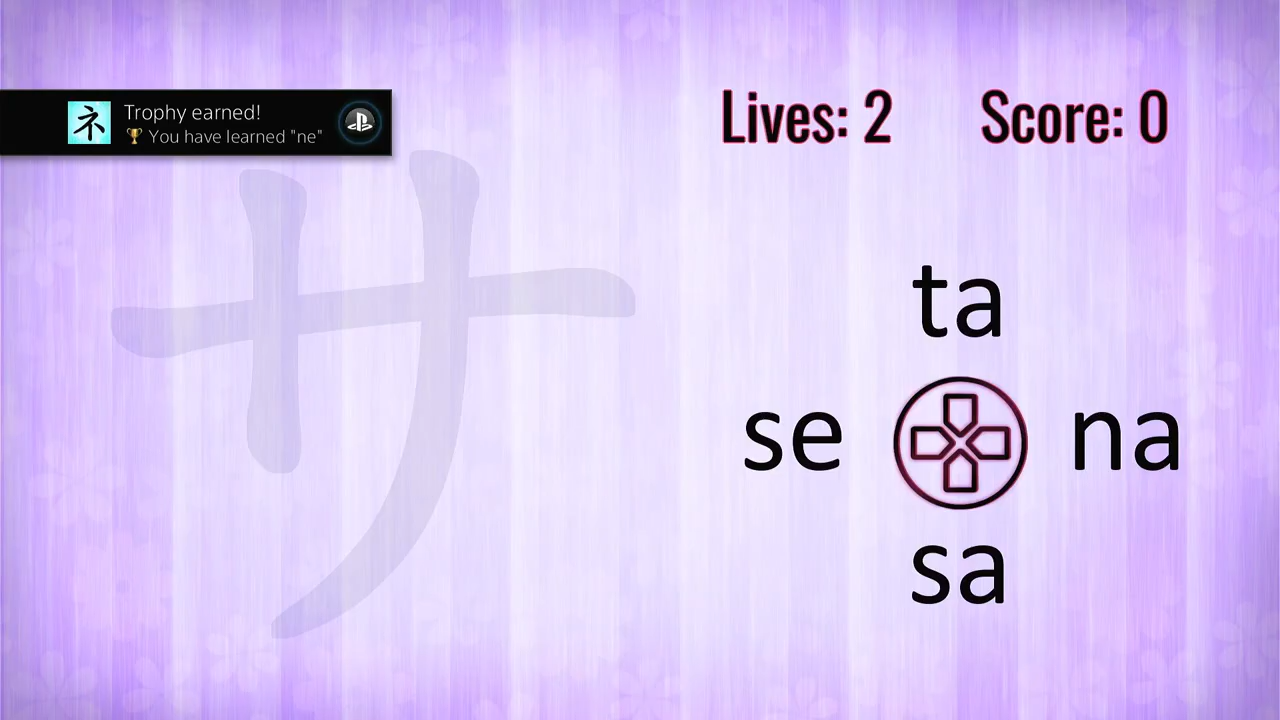 Trophy earned!
ネ
You have learned "ne"
Lives: 2 Score: 0
サ
ta
se na
sa